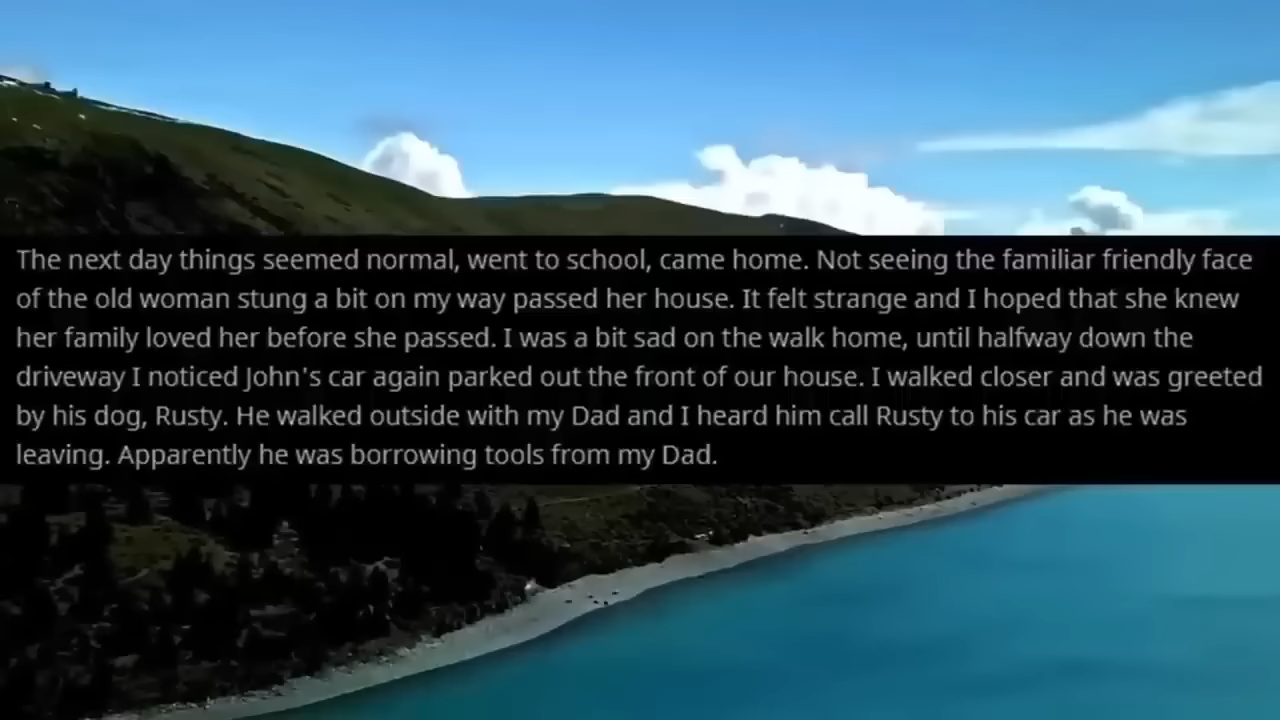 The next day things seemed normal, went to school, came home. Not seeing the familiar friendly face
of the old woman stung a bit on my way passed her house. It felt strange and I hoped that she knew
her family loved her before she passed. I was a bit sad on the walk home, until halfway down the
driveway I noticed John's car again parked out the front of our house. I walked closer and was greeted
by his dog, Rusty. He walked outside with my Dad and I heard him call Rusty to his car as he was
leaving. Apparently he was borrowing tools from my Dad.